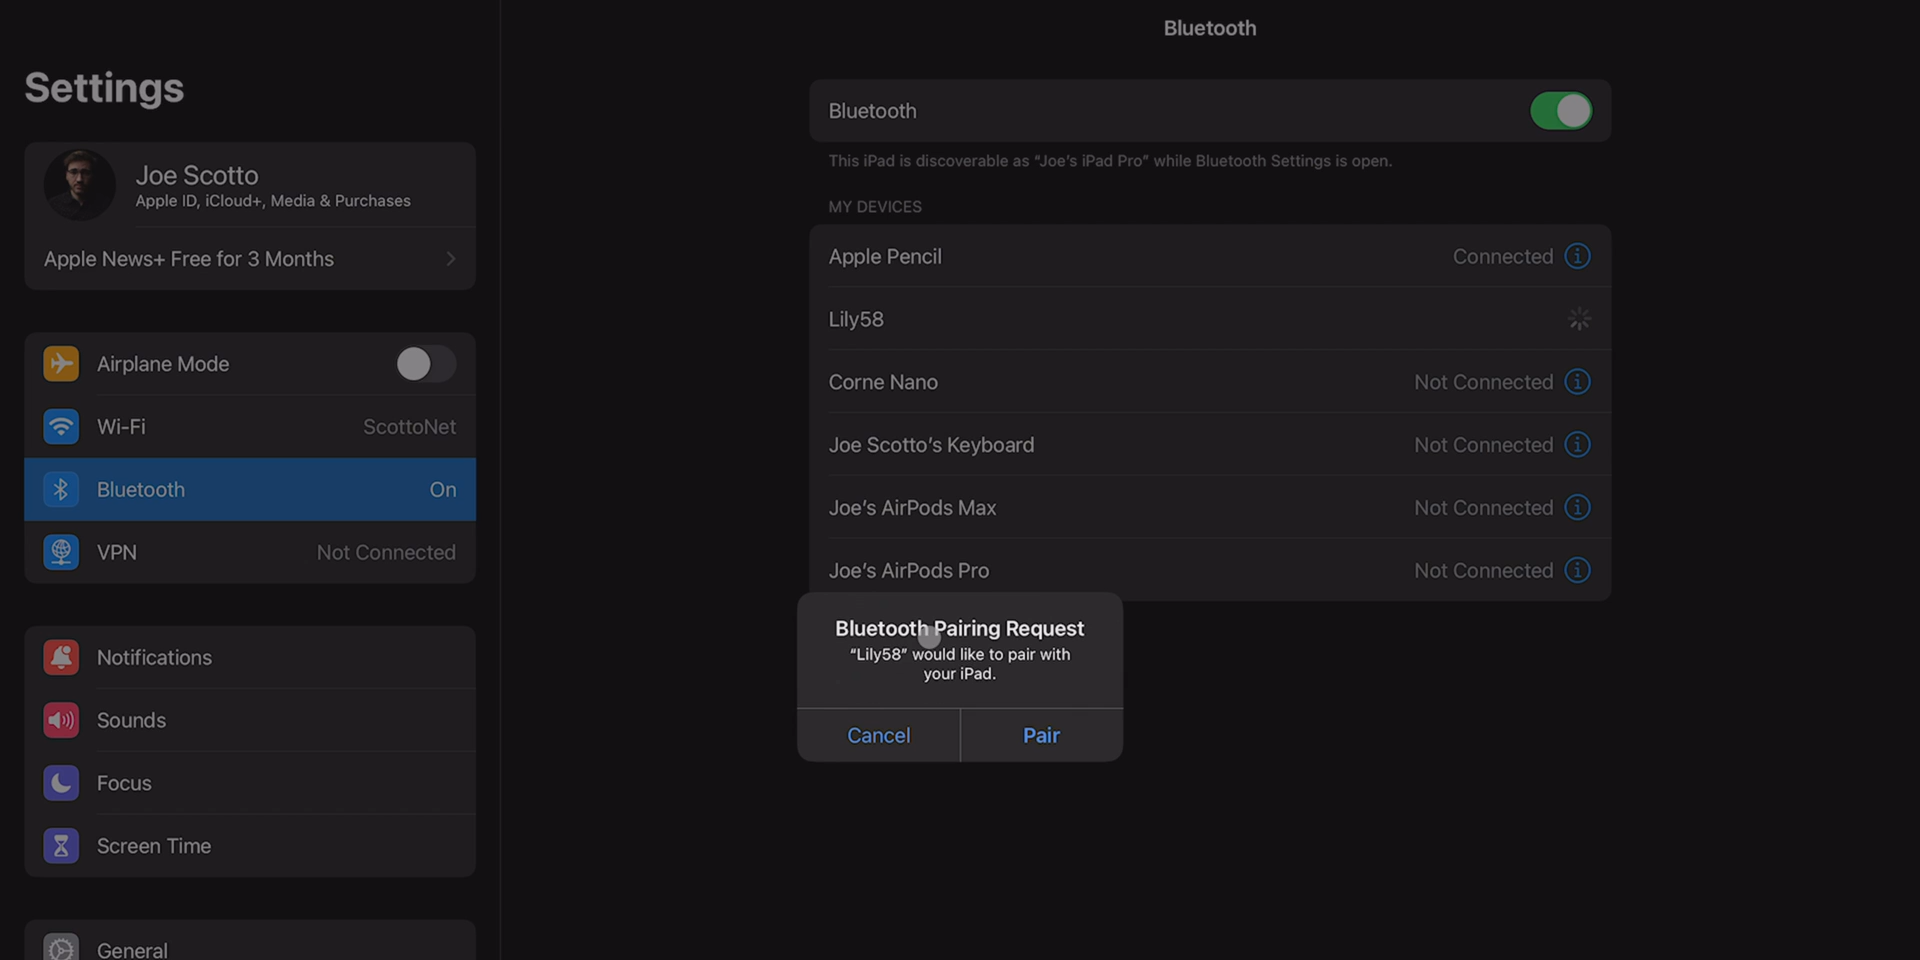 Settings
Joe Scotto
Apple ID, iCloud+, Media & Purchases
Apple News+ Free for 3 Months
Airplane Mode
Wi-Fi ScottoNet
Bluetooth On
VPN Not Connected
Notifications
Sounds
Focus
Screen Time
General
Bluetooth
Bluetooth
This iPad is discoverable as “Joe’s iPad Pro” while Bluetooth Settings is open.
MY DEVICES
Apple Pencil Connected
Lily58
Corne Nano Not Connected
Joe Scotto’s Keyboard Not Connected
Joe’s AirPods Max Not Connected
Joe’s AirPods Pro Not Connected
Bluetooth Pairing Request
“Lily58” would like to pair with
your iPad.
Cancel Pair